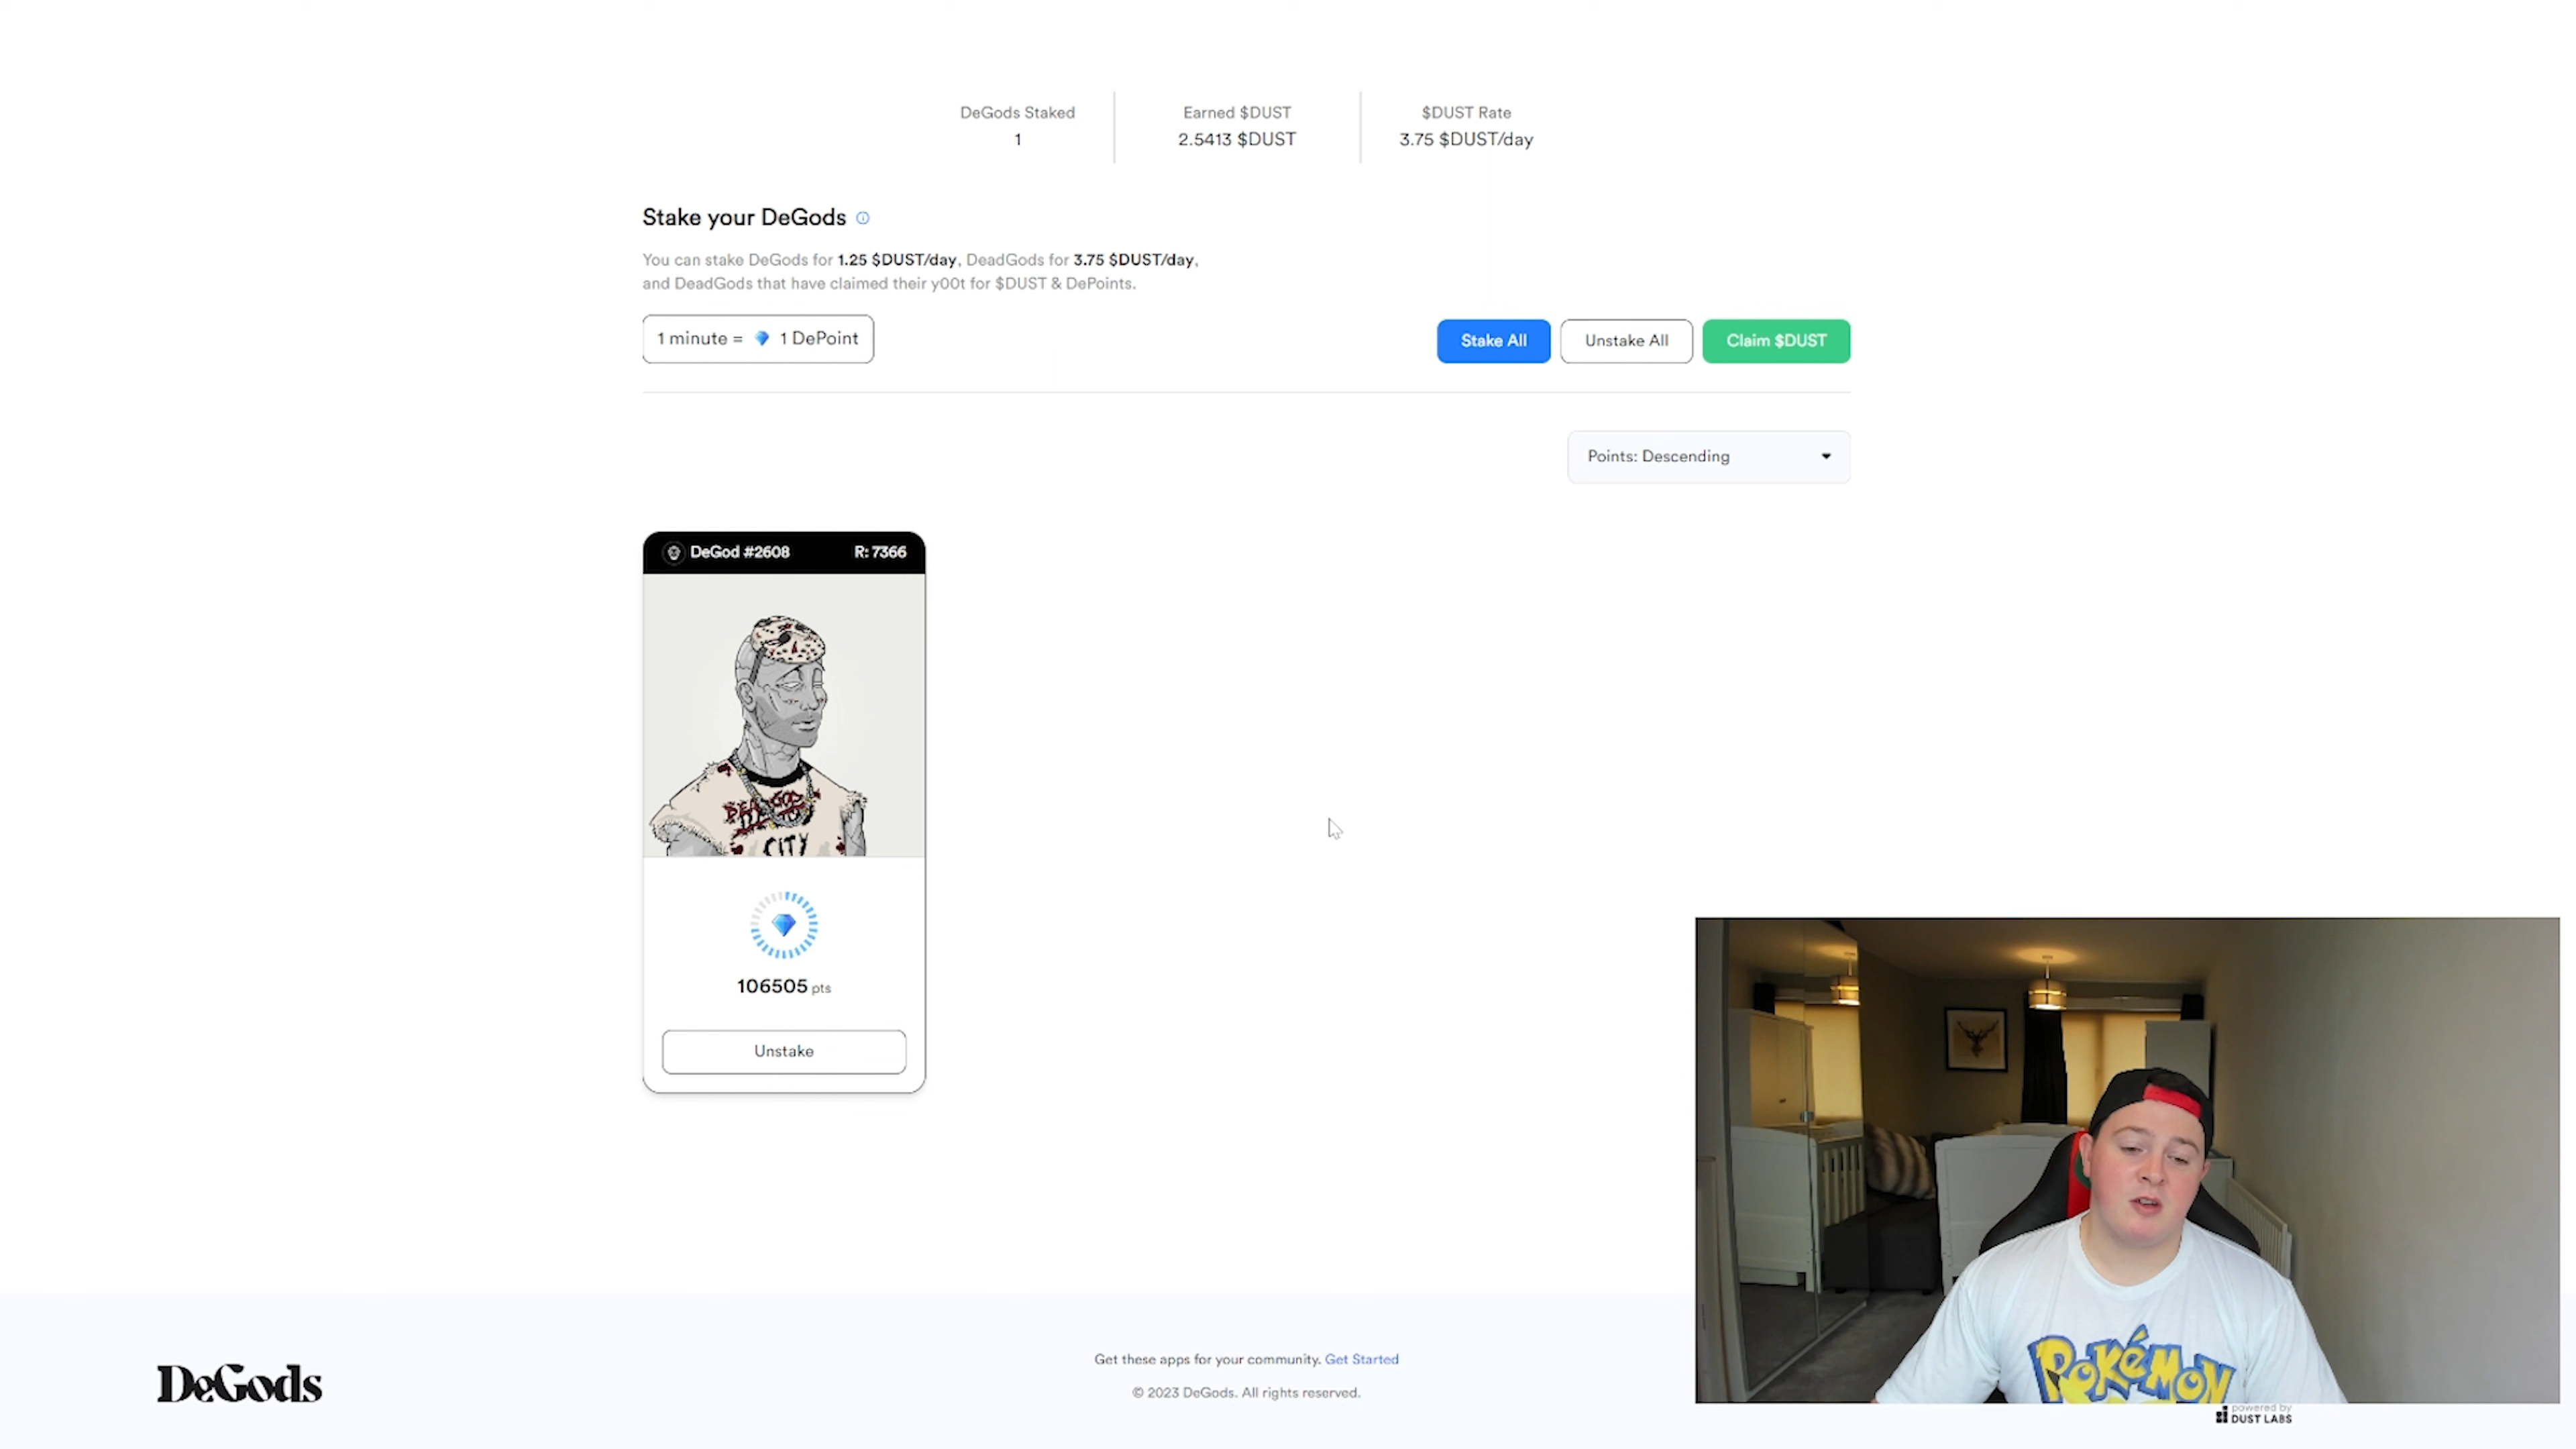 DeGods Staked
1
Earned $DUST
2.5413 $DUST
$DUST Rate
3.75 $DUST/day
Stake your DeGods
You can stake DeGods for 1.25 $DUST/day, DeadGods for 3.75 $DUST/day,
and DeadGods that have claimed their y00t for $DUST & DePoints.
1 minute = 1 DePoint
Stake All
Unstake All
Claim $DUST
Points: Descending
DeGod #2608
R: 7366
CITY
106505 pts
Unstake
DeGods
Get these apps for your community. Get Started
© 2023 DeGods. All rights reserved.
POKéMON
powered by
DUST LABS